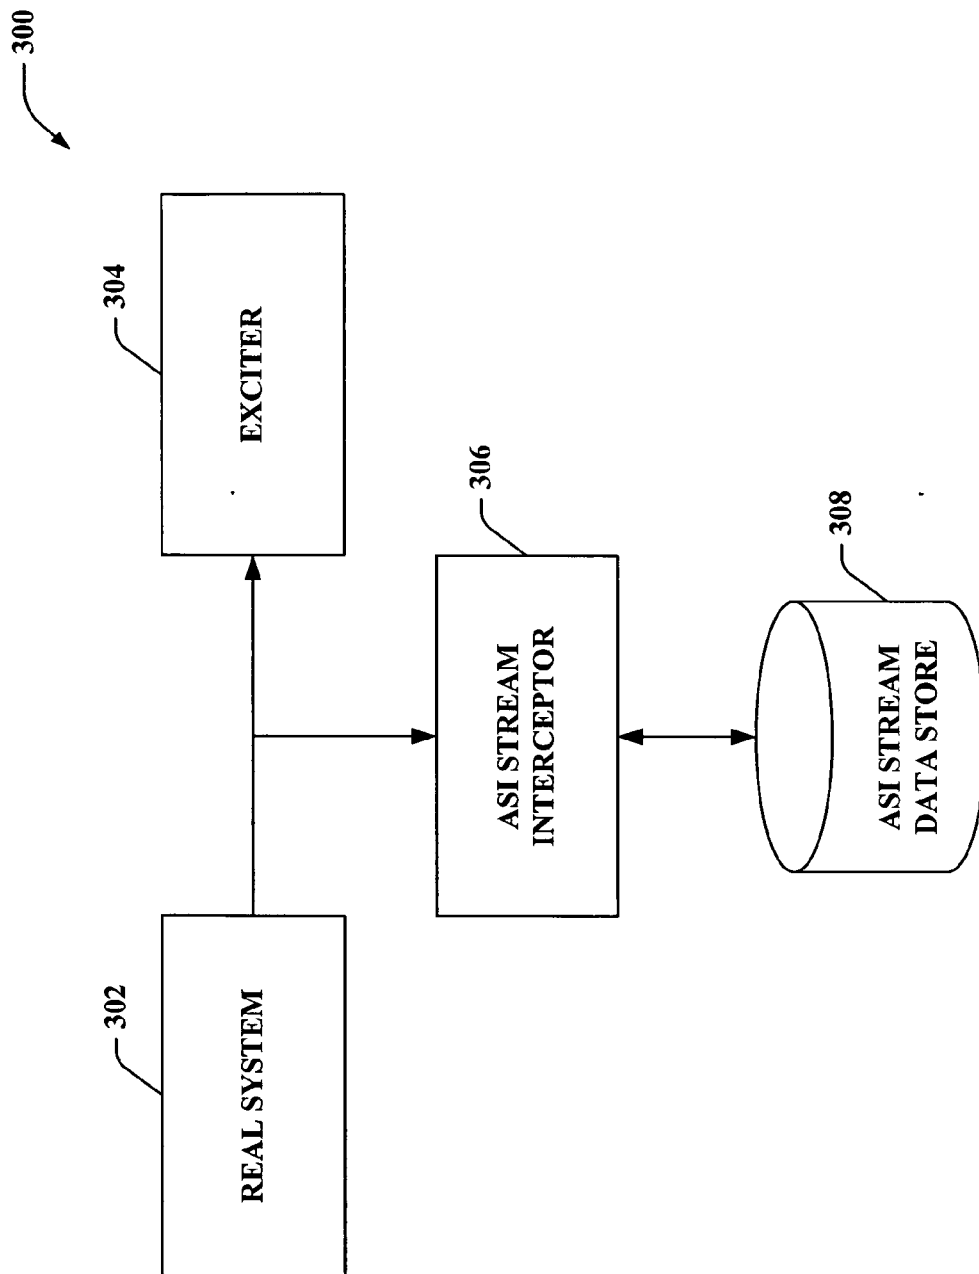 300
302
REAL SYSTEM
304
EXCITER
306
ASI STREAM
INTERCEPTOR
308
ASI STREAM
DATA STORE